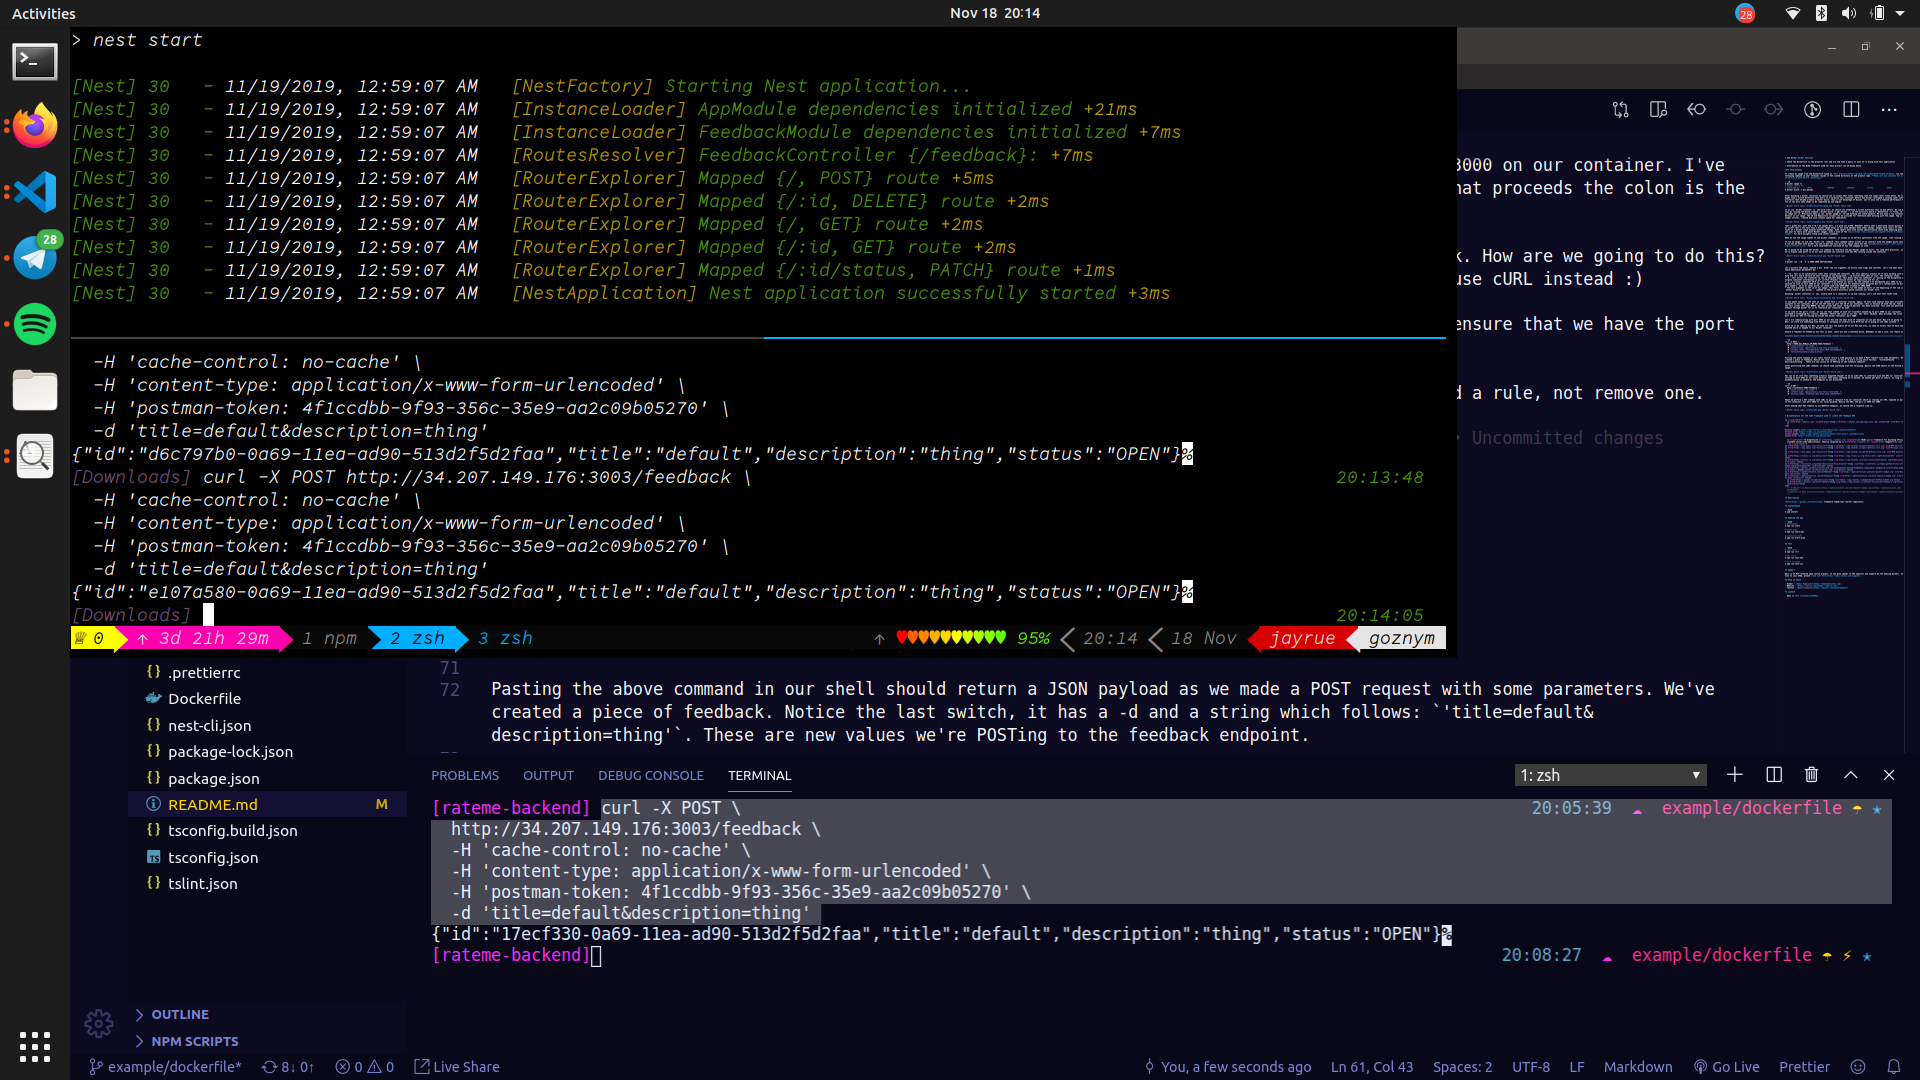 Activities
Nov 18 20:14
28
> nest start
[Nest] 30 - 11/19/2019, 12:59:07 AM [NestFactory] Starting Nest application...
[Nest] 30 - 11/19/2019, 12:59:07 AM [InstanceLoader] AppModule dependencies initialized +21ms
[Nest] 30 - 11/19/2019, 12:59:07 AM [InstanceLoader] FeedbackModule dependencies initialized +7ms
[Nest] 30 - 11/19/2019, 12:59:07 AM [RoutesResolver] FeedbackController {/feedback}: +7ms
[Nest] 30 - 11/19/2019, 12:59:07 AM [RouterExplorer] Mapped {/, POST} route +5ms
[Nest] 30 - 11/19/2019, 12:59:07 AM [RouterExplorer] Mapped {/:id, DELETE} route +2ms
[Nest] 30 - 11/19/2019, 12:59:07 AM [RouterExplorer] Mapped {/, GET} route +2ms
[Nest] 30 - 11/19/2019, 12:59:07 AM [RouterExplorer] Mapped {/:id, GET} route +2ms
[Nest] 30 - 11/19/2019, 12:59:07 AM [RouterExplorer] Mapped {/:id/status, PATCH} route +1ms
[Nest] 30 - 11/19/2019, 12:59:07 AM [NestApplication] Nest application successfully started +3ms
-H 'cache-control: no-cache' \
-H 'content-type: application/x-www-form-urlencoded' \
-H 'postman-token: 4f1ccdbb-9f93-356c-35e9-aa2c09b05270' \
-d 'title=default&description=thing'
{"id":"d6c797b0-0a69-11ea-ad90-513d2f5d2faa","title":"default","description":"thing","status":"OPEN"}%
[Downloads] curl -X POST http://34.207.149.176:3003/feedback \ 20:13:48
-H 'cache-control: no-cache' \
-H 'content-type: application/x-www-form-urlencoded' \
-H 'postman-token: 4f1ccdbb-9f93-356c-35e9-aa2c09b05270' \
-d 'title=default&description=thing'
{"id":"e107a580-0a69-11ea-ad90-513d2f5d2faa","title":"default","description":"thing","status":"OPEN"}%
[Downloads] 20:14:05
♕ 0 ↑ 3d 21h 29m 1 npm 2 zsh 3 zsh ↑ ♥♥♥♥♥♥♥♥♥♥ 95% 20:14 18 Nov jayrue goznym
28
3000 on our container. I've
hat proceeds the colon is the
k. How are we going to do this?
use cURL instead :)
ensure that we have the port
d a rule, not remove one.
Uncommitted changes
{} .prettierrc
Dockerfile
{} nest-cli.json
{} package-lock.json
{} package.json
README.md M
{} tsconfig.build.json
TS tsconfig.json
{} tslint.json
OUTLINE
NPM SCRIPTS
71
72 Pasting the above command in our shell should return a JSON payload as we made a POST request with some parameters. We've
created a piece of feedback. Notice the last switch, it has a -d and a string which follows: `'title=default&
description=thing'`. These are new values we're POSTing to the feedback endpoint.
PROBLEMS OUTPUT DEBUG CONSOLE TERMINAL 1: zsh
[rateme-backend] curl -X POST \ 20:05:39 example/dockerfile
http://34.207.149.176:3003/feedback \
-H 'cache-control: no-cache' \
-H 'content-type: application/x-www-form-urlencoded' \
-H 'postman-token: 4f1ccdbb-9f93-356c-35e9-aa2c09b05270' \
-d 'title=default&description=thing'
{"id":"17ecf330-0a69-11ea-ad90-513d2f5d2faa","title":"default","description":"thing","status":"OPEN"}%
[rateme-backend] 20:08:27 example/dockerfile
example/dockerfile* 8↓ 0↑ 0 0 Live Share You, a few seconds ago Ln 61, Col 43 Spaces: 2 UTF-8 LF Markdown Go Live Prettier